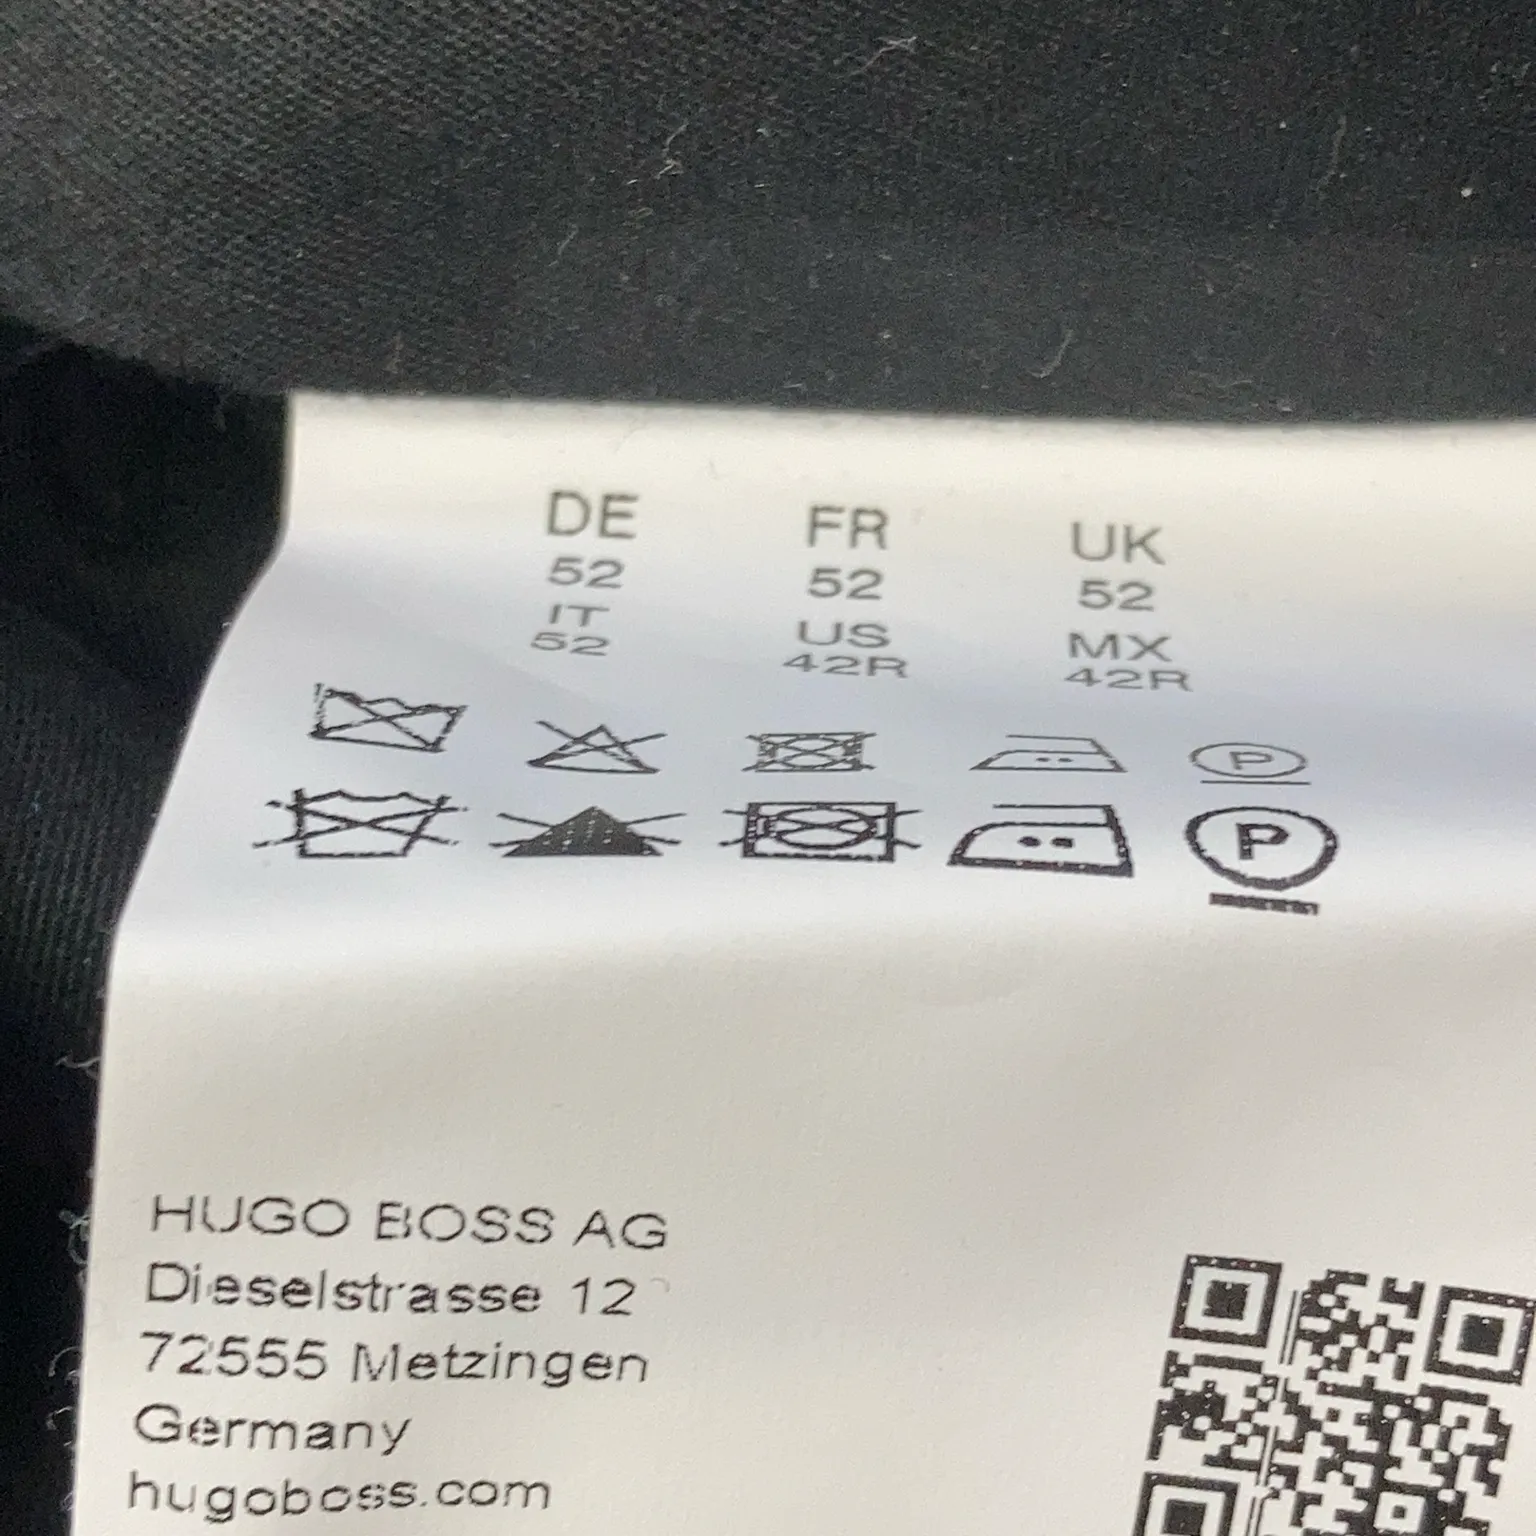 DE FR UK
52 52 52
IT US MX
52 42R 42R
P
P
HUGO BOSS AG
Dieselstrasse 12
72555 Metzingen
Germany
hugoboss.com